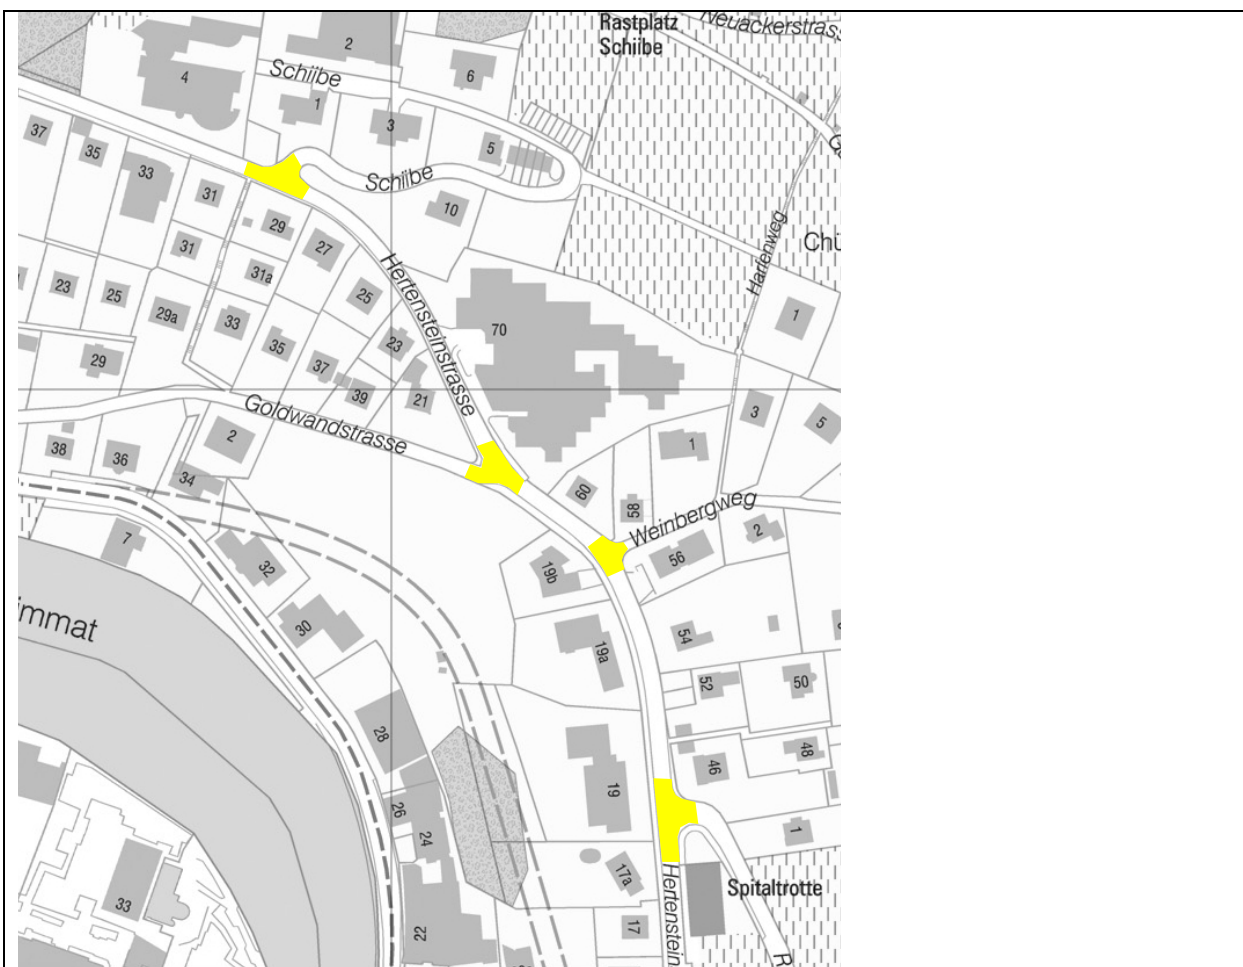 Rastplatz
Schiibe
Neuackerstrass
2
Schiibe
6
4
1
3
37
35
5
33
Schiibe
31
10
29
31
27
Hartenweg
Chü
31a
25
23
25
29a
33
1
Hertensteinstrasse
70
35
23
29
37
39
21
3
5
Goldwandstrasse
2
1
38
36
34
60
58
Weinbergweg
7
2
32
56
19b
immat
30
54
19a
52
50
28
48
46
19
26
24
1
17a
Spitaltrotte
33
Hertenstein
22
17
R